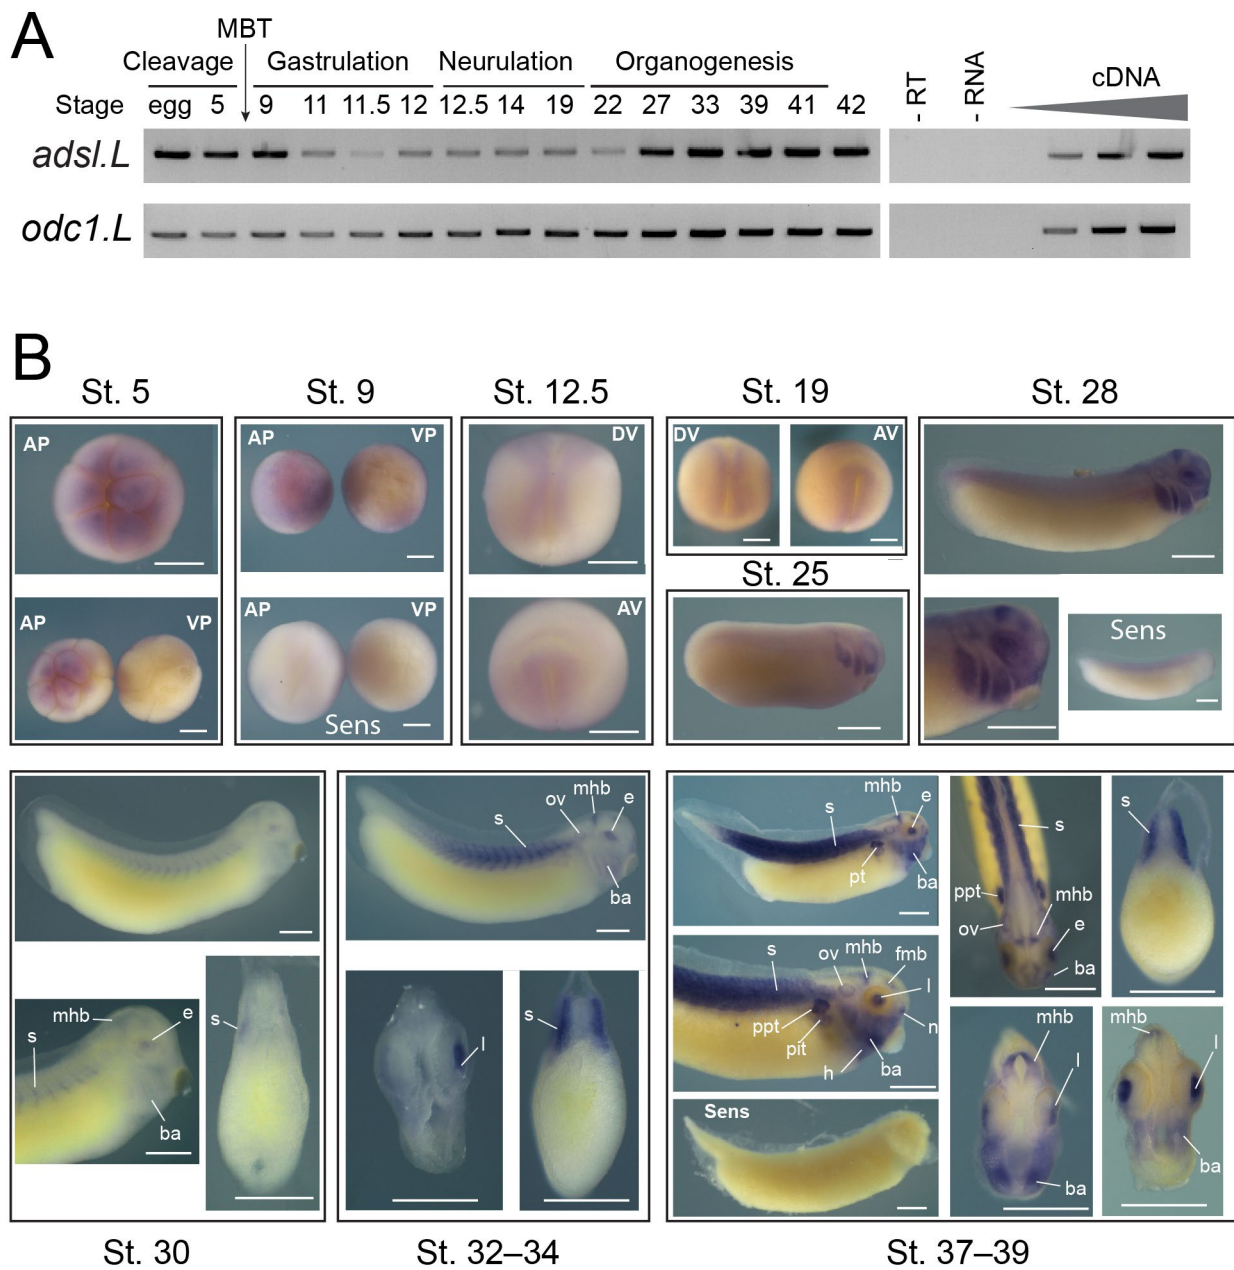 A
MBT
Cleavage Gastrulation Neurulation Organogenesis
Stage egg 5 9 11 11.5 12 12.5 14 19 22 27 33 39 41 42 - RT - RNA cDNA
adsl.L
odc1.L
B
St. 5 St. 9 St. 12.5 St. 19 St. 28
AP AP VP DV DV AV
St. 25
AP VP AP VP AV Sens
Sens
s ov mhb e
ba
s mhb e
pt ba
s ppt mhb
ov e
ba
s
mhb e
s
ba
s
l
s
s ov mhb fmb
l
ppt n
pit
h ba
mhb
l
ba
mhb
l
ba
Sens
St. 30 St. 32–34 St. 37–39